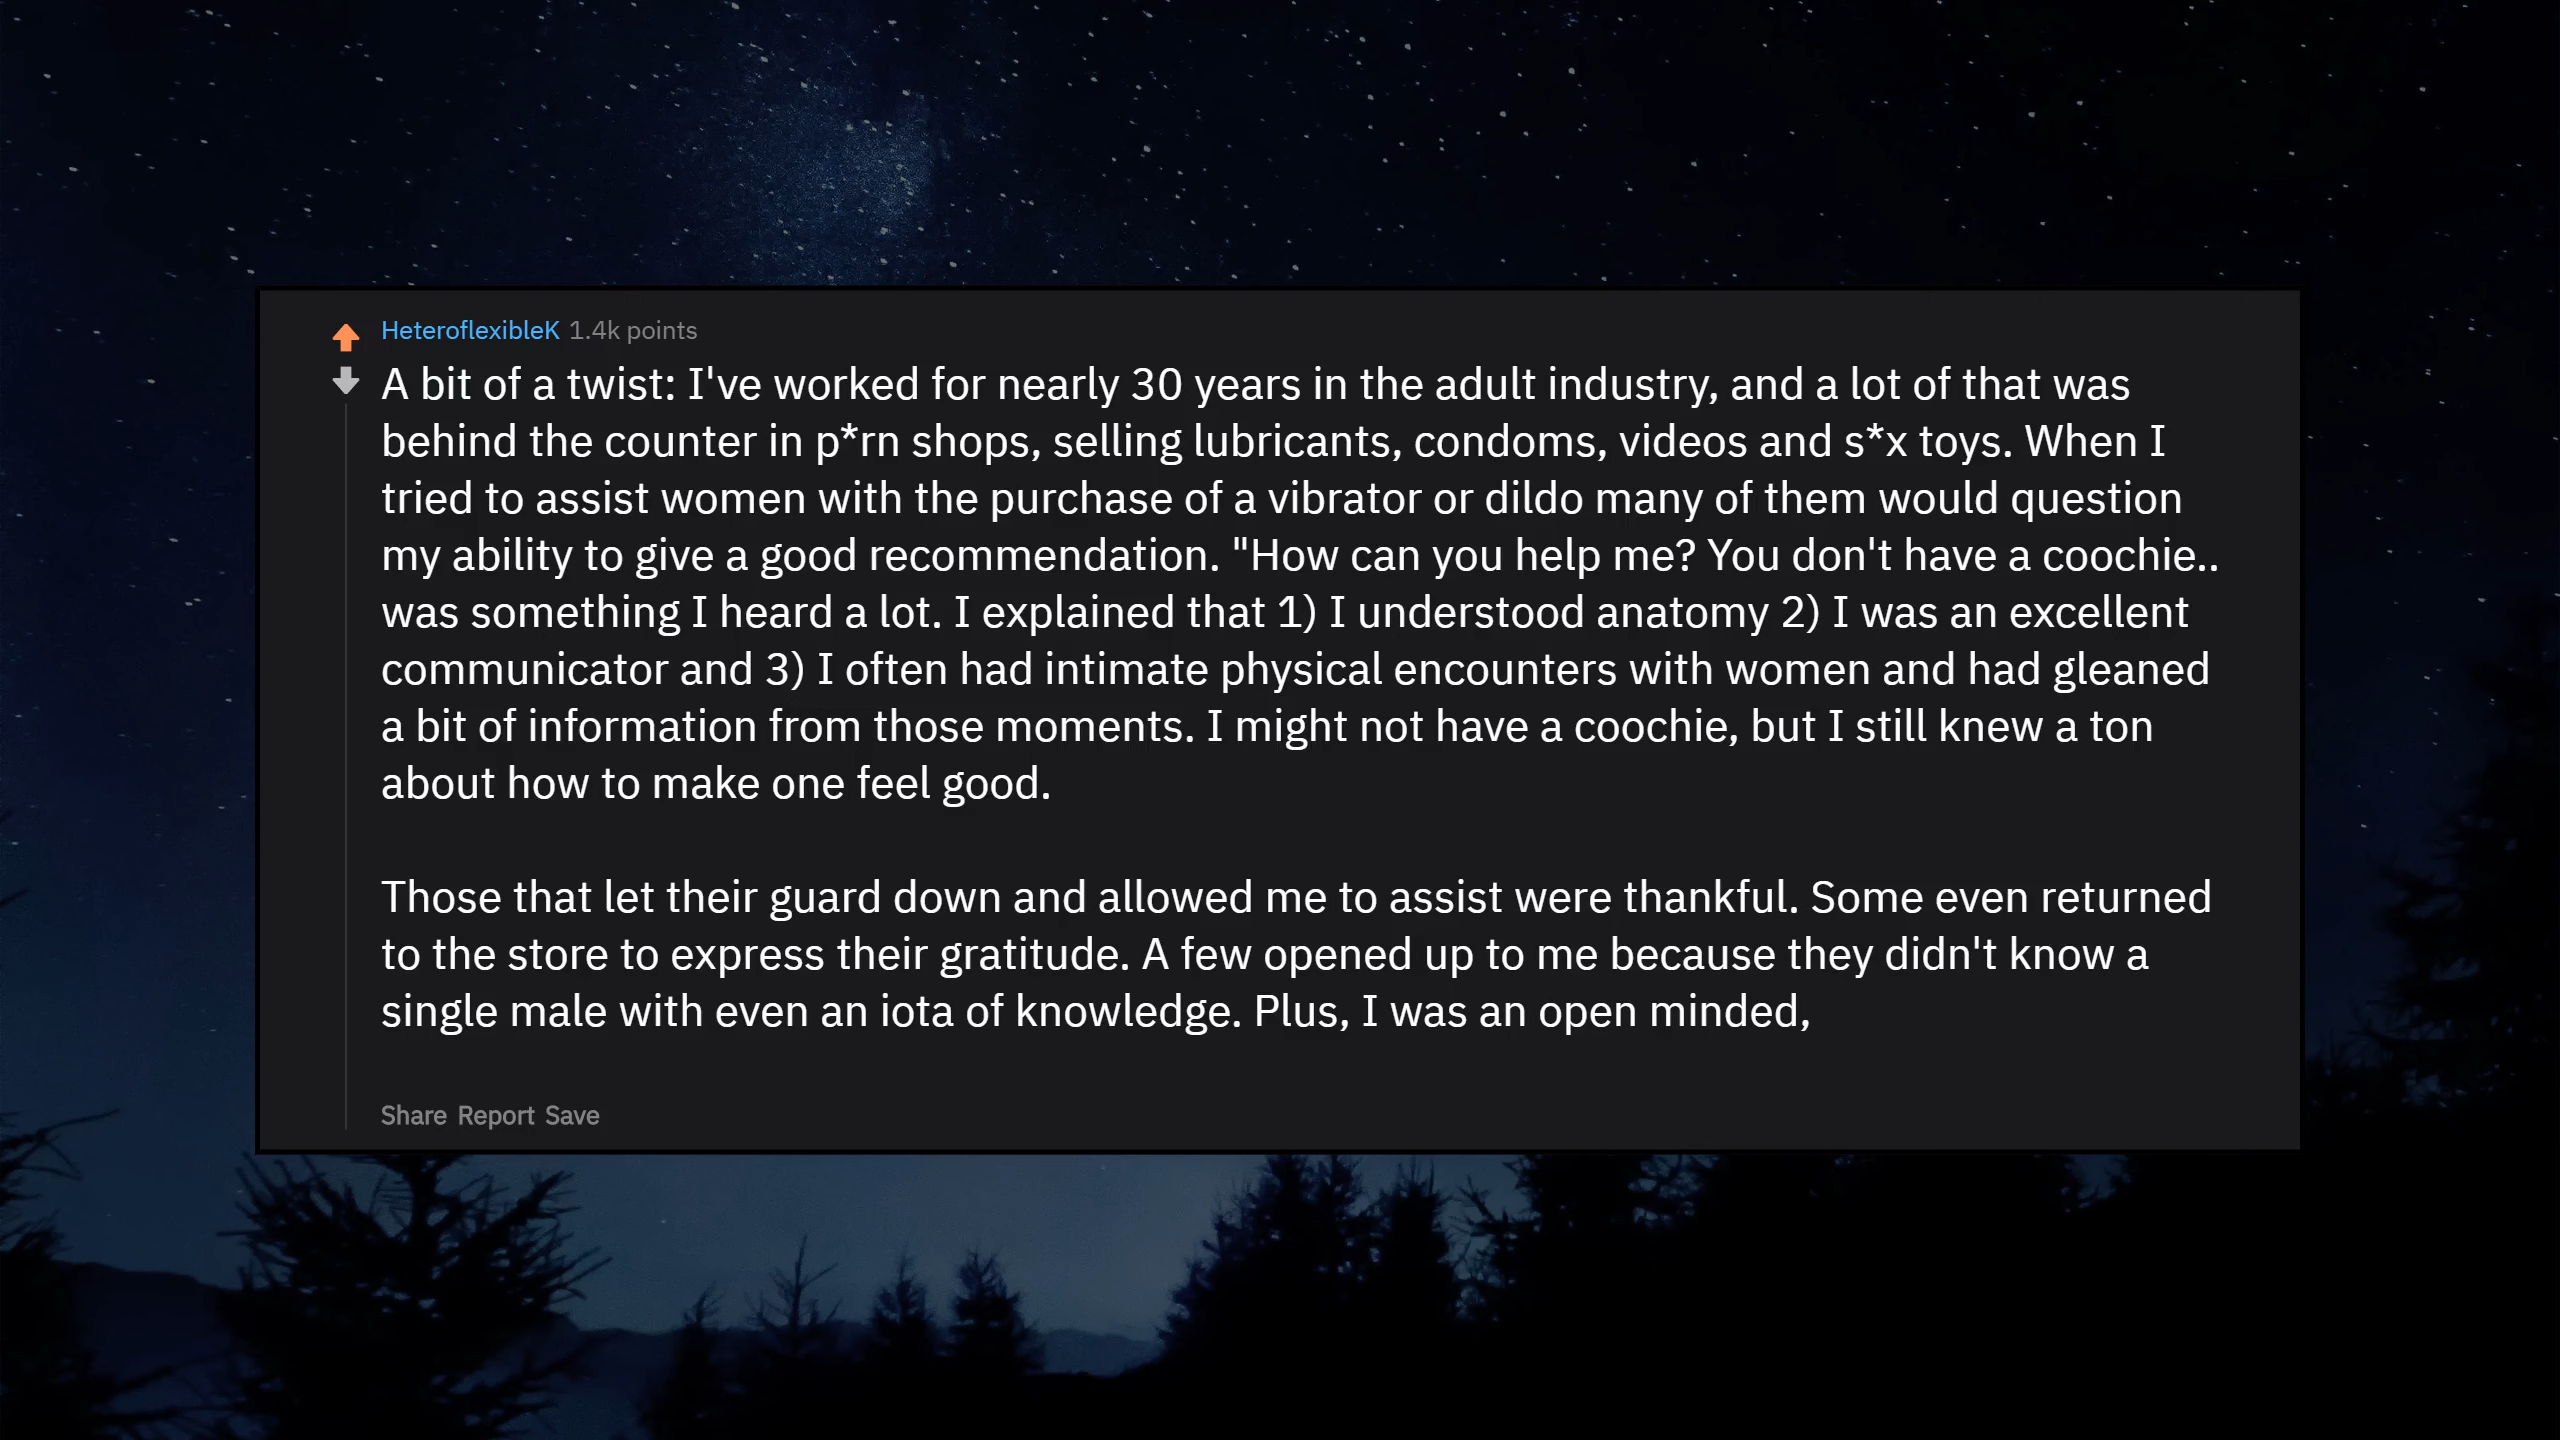 HeteroflexibleK 1.4k points
A bit of a twist: I've worked for nearly 30 years in the adult industry, and a lot of that was
behind the counter in p*rn shops, selling lubricants, condoms, videos and s*x toys. When I
tried to assist women with the purchase of a vibrator or dildo many of them would question
my ability to give a good recommendation. "How can you help me? You don't have a coochie..
was something I heard a lot. I explained that 1) I understood anatomy 2) I was an excellent
communicator and 3) I often had intimate physical encounters with women and had gleaned
a bit of information from those moments. I might not have a coochie, but I still knew a ton
about how to make one feel good.
Those that let their guard down and allowed me to assist were thankful. Some even returned
to the store to express their gratitude. A few opened up to me because they didn't know a
single male with even an iota of knowledge. Plus, I was an open minded,
Share Report Save